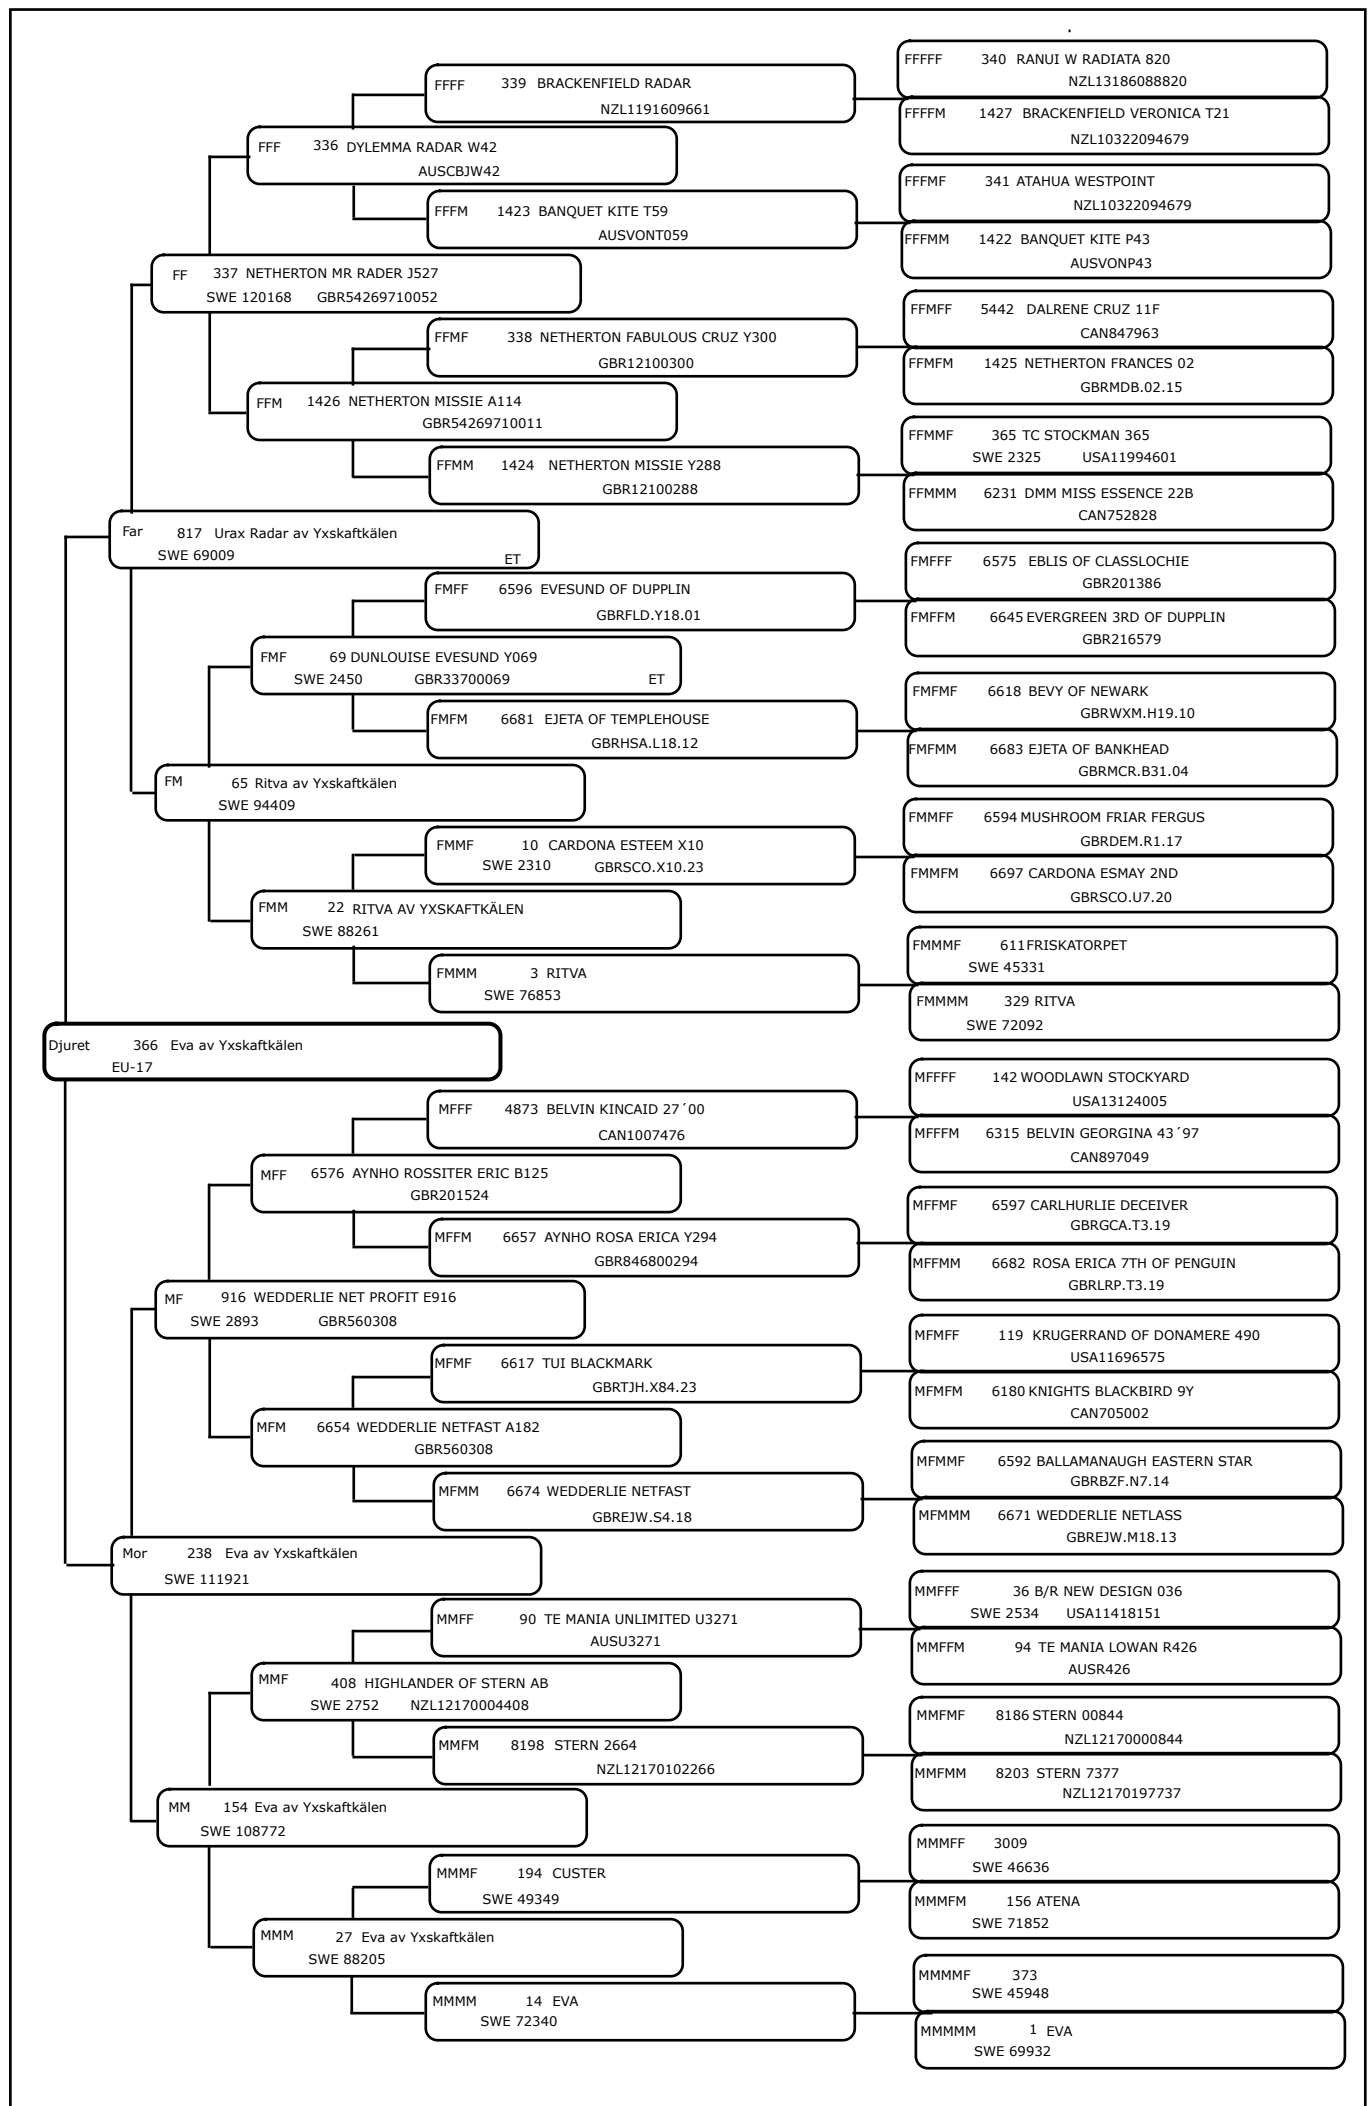 FFFFF 340 RANUI W RADIATA 820
NZL13186088820
FFFF 339 BRACKENFIELD RADAR
NZL1191609661
FFFFM 1427 BRACKENFIELD VERONICA T21
NZL10322094679
FFF 336 DYLEMMA RADAR W42
AUSCBJW42
FFFMF 341 ATAHUA WESTPOINT
NZL10322094679
FFFM 1423 BANQUET KITE T59
AUSVONT059
FFFMM 1422 BANQUET KITE P43
AUSVONP43
FF 337 NETHERTON MR RADER J527
SWE 120168 GBR54269710052
FFMFF 5442 DALRENE CRUZ 11F
CAN847963
FFMF 338 NETHERTON FABULOUS CRUZ Y300
GBR12100300
FFMFM 1425 NETHERTON FRANCES 02
GBRMDB.02.15
FFM 1426 NETHERTON MISSIE A114
GBR54269710011
FFMMF 365 TC STOCKMAN 365
SWE 2325 USA11994601
FFMM 1424 NETHERTON MISSIE Y288
GBR12100288
FFMMM 6231 DMM MISS ESSENCE 22B
CAN752828
Far 817 Urax Radar av Yxskaftkälen
SWE 69009 ET
FMFFF 6575 EBLIS OF CLASSLOCHIE
GBR201386
FMFF 6596 EVESUND OF DUPPLIN
GBRFLD.Y18.01
FMFFM 6645 EVERGREEN 3RD OF DUPPLIN
GBR216579
FMF 69 DUNLOUISE EVESUND Y069
SWE 2450 GBR33700069 ET
FMFMF 6618 BEVY OF NEWARK
GBRWXM.H19.10
FMFM 6681 EJETA OF TEMPLEHOUSE
GBRHSA.L18.12
FMFMM 6683 EJETA OF BANKHEAD
GBRMCR.B31.04
FM 65 Ritva av Yxskaftkälen
SWE 94409
FMMFF 6594 MUSHROOM FRIAR FERGUS
GBRDEM.R1.17
FMMF 10 CARDONA ESTEEM X10
SWE 2310 GBRSCO.X10.23
FMMFM 6697 CARDONA ESMAY 2ND
GBRSCO.U7.20
FMM 22 RITVA AV YXSKAFTKÄLEN
SWE 88261
FMMMF 611FRISKATORPET
SWE 45331
FMMM 3 RITVA
SWE 76853
FMMMM 329 RITVA
SWE 72092
Djuret 366 Eva av Yxskaftkälen
EU-17
MFFFF 142 WOODLAWN STOCKYARD
USA13124005
MFFF 4873 BELVIN KINCAID 27´00
CAN1007476
MFFFM 6315 BELVIN GEORGINA 43´97
CAN897049
MFF 6576 AYNHO ROSSITER ERIC B125
GBR201524
MFFMF 6597 CARLHURLIE DECEIVER
GBRGCA.T3.19
MFFM 6657 AYNHO ROSA ERICA Y294
GBR846800294
MFFMM 6682 ROSA ERICA 7TH OF PENGUIN
GBRLRP.T3.19
MF 916 WEDDERLIE NET PROFIT E916
SWE 2893 GBR560308
MFMFF 119 KRUGERRAND OF DONAMERE 490
USA11696575
MFMF 6617 TUI BLACKMARK
GBRTJH.X84.23
MFMFM 6180 KNIGHTS BLACKBIRD 9Y
CAN705002
MFM 6654 WEDDERLIE NETFAST A182
GBR560308
MFMMF 6592 BALLAMANAUGH EASTERN STAR
GBRBZF.N7.14
MFMM 6674 WEDDERLIE NETFAST
GBREJW.S4.18
MFMMM 6671 WEDDERLIE NETLASS
GBREJW.M18.13
Mor 238 Eva av Yxskaftkälen
SWE 111921
MMFFF 36 B/R NEW DESIGN 036
SWE 2534 USA11418151
MMFF 90 TE MANIA UNLIMITED U3271
AUSU3271
MMFFM 94 TE MANIA LOWAN R426
AUSR426
MMF 408 HIGHLANDER OF STERN AB
SWE 2752 NZL12170004408
MMFMF 8186 STERN 00844
NZL12170000844
MMFM 8198 STERN 2664
NZL12170102266
MMFMM 8203 STERN 7377
NZL12170197737
MM 154 Eva av Yxskaftkälen
SWE 108772
MMMFF 3009
SWE 46636
MMMF 194 CUSTER
SWE 49349
MMMFM 156 ATENA
SWE 71852
MMM 27 Eva av Yxskaftkälen
SWE 88205
MMMMF 373
SWE 45948
MMMM 14 EVA
SWE 72340
MMMMM 1 EVA
SWE 69932